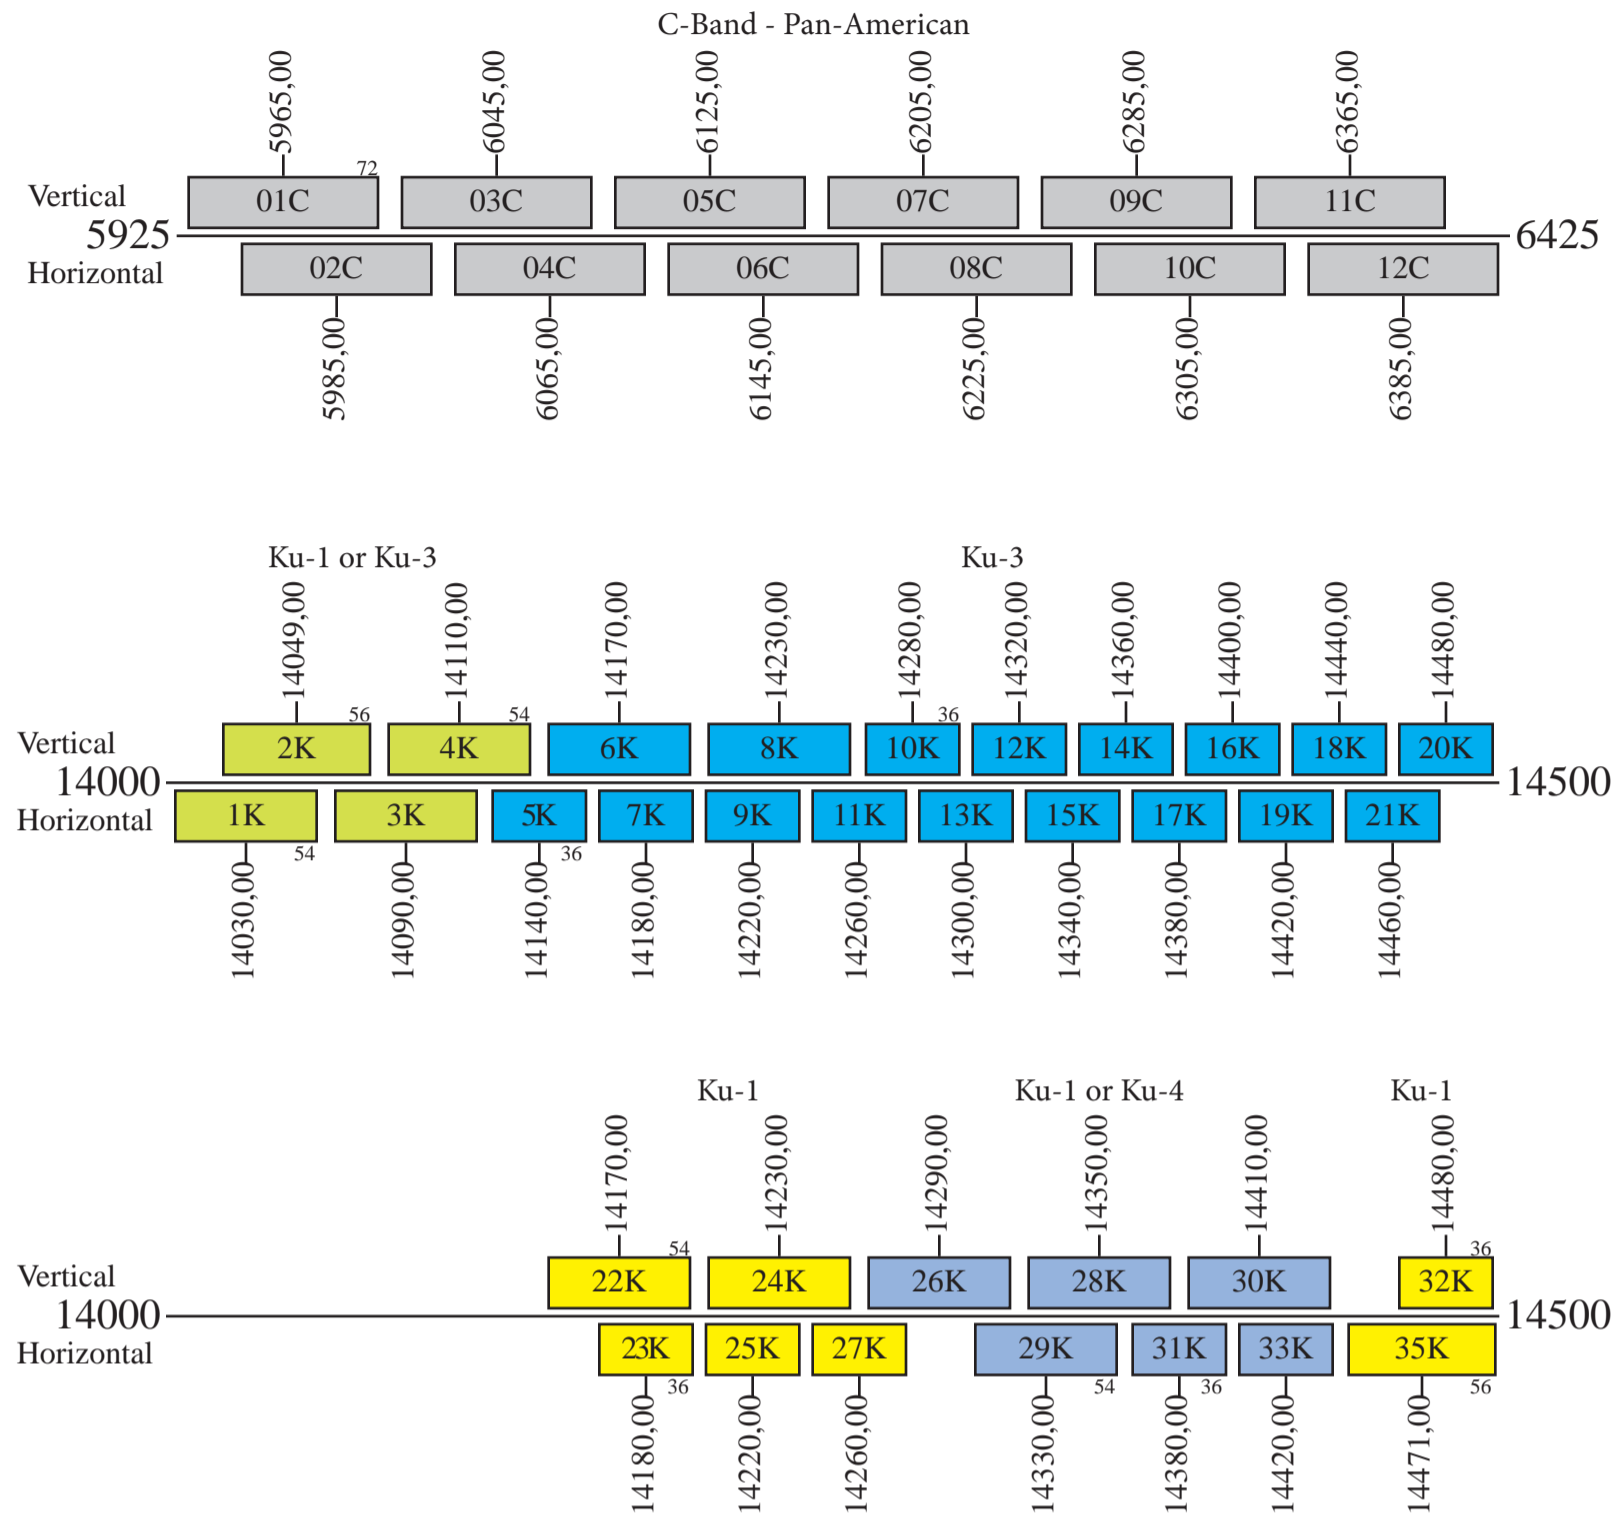 C-Band - Pan-American
5965,00 6045,00 6125,00 6205,00 6285,00 6365,00
72
Vertical 01C 03C 05C 07C 09C 11C
5925 6425
Horizontal 02C 04C 06C 08C 10C 12C
5985,00 6065,00 6145,00 6225,00 6305,00 6385,00
Ku-1 or Ku-3 Ku-3
14049,00 14110,00 14170,00 14230,00 14280,00 14320,00 14360,00 14400,00 14440,00 14480,00
56 54 36
Vertical 2K 4K 6K 8K 10K 12K 14K 16K 18K 20K
14000 14500
Horizontal 1K 3K 5K 7K 9K 11K 13K 15K 17K 19K 21K
54 36
14030,00 14090,00 14140,00 14180,00 14220,00 14260,00 14300,00 14340,00 14380,00 14420,00 14460,00
Ku-1 Ku-1 or Ku-4 Ku-1
14170,00 14230,00 14290,00 14350,00 14410,00 14480,00
54 36
Vertical 22K 24K 26K 28K 30K 32K
14000 14500
Horizontal 23K 25K 27K 29K 31K 33K 35K
36 54 36 56
14180,00 14220,00 14260,00 14330,00 14380,00 14420,00 14471,00